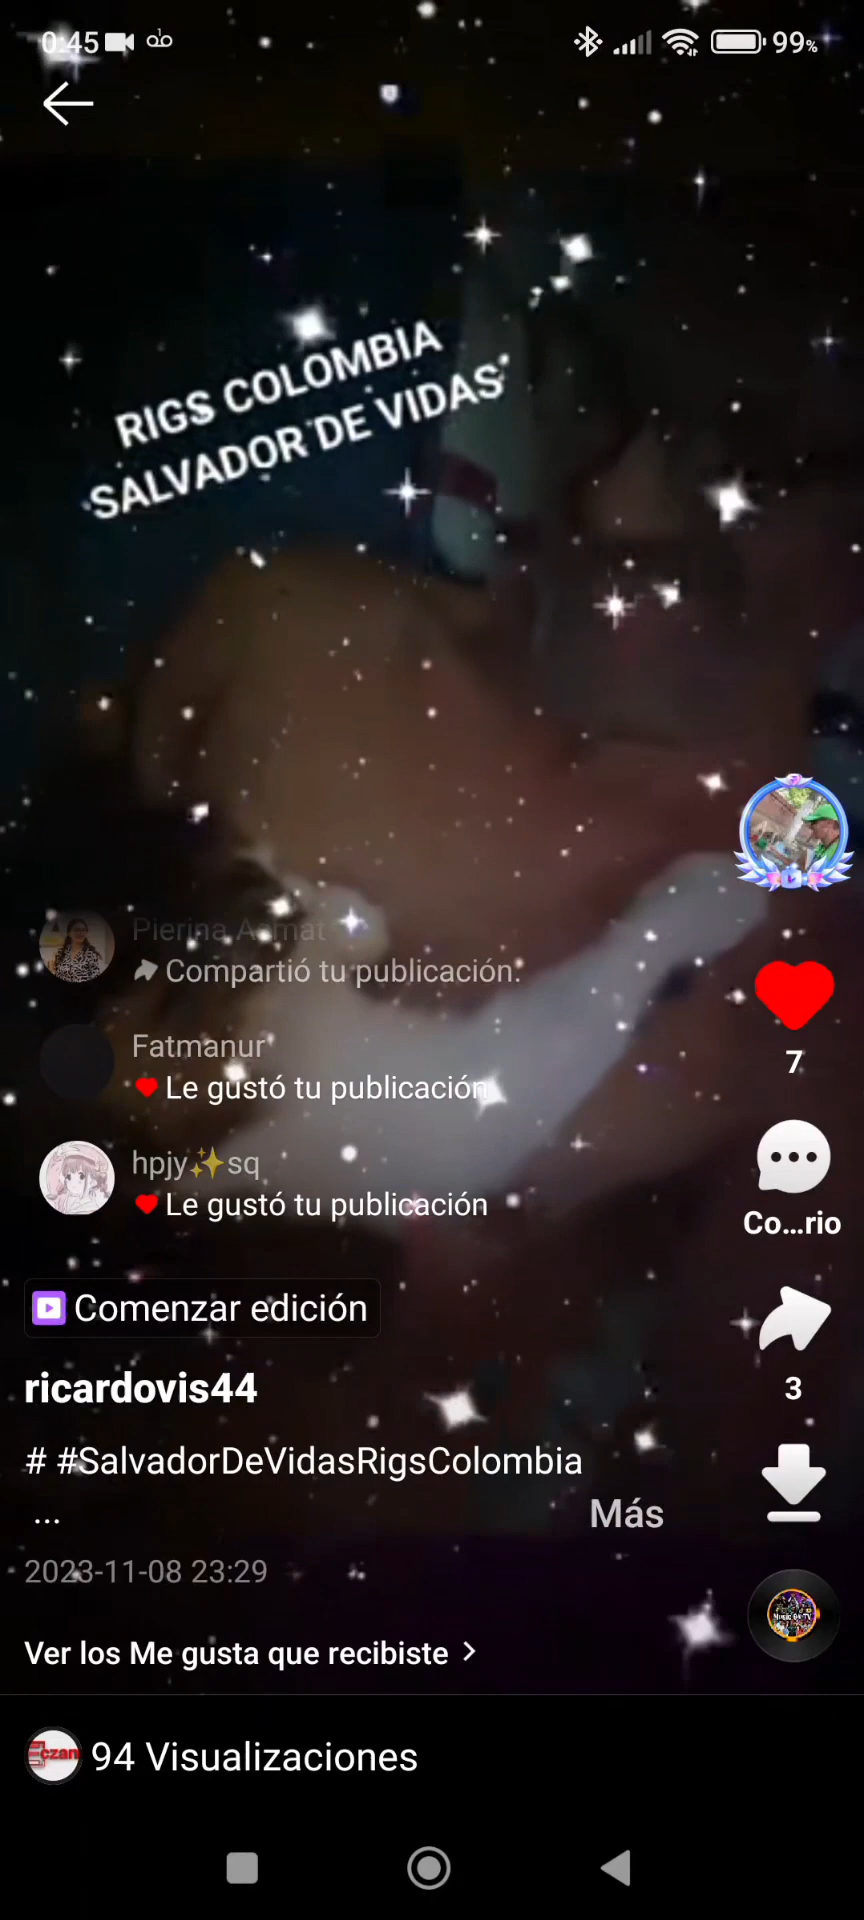 0:45
99%
RIGS COLOMBIA
SALVADOR DE VIDAS
Pierina Asmat
Compartió tu publicación.
Fatmanur
Le gustó tu publicación
hpjy✨sq
Le gustó tu publicación
7
Co...rio
Comenzar edición
3
ricardovis44
# #SalvadorDeVidasRigsColombia
...
Más
2023-11-08 23:29
Ver los Me gusta que recibiste >
94 Visualizaciones